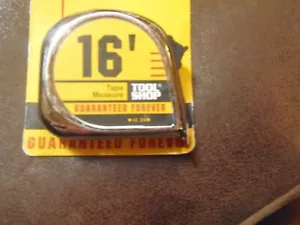 16'
Tape
Measure
TOOL
SHOP
GUARANTEED FOREVER
GUARANTEED FOREVER